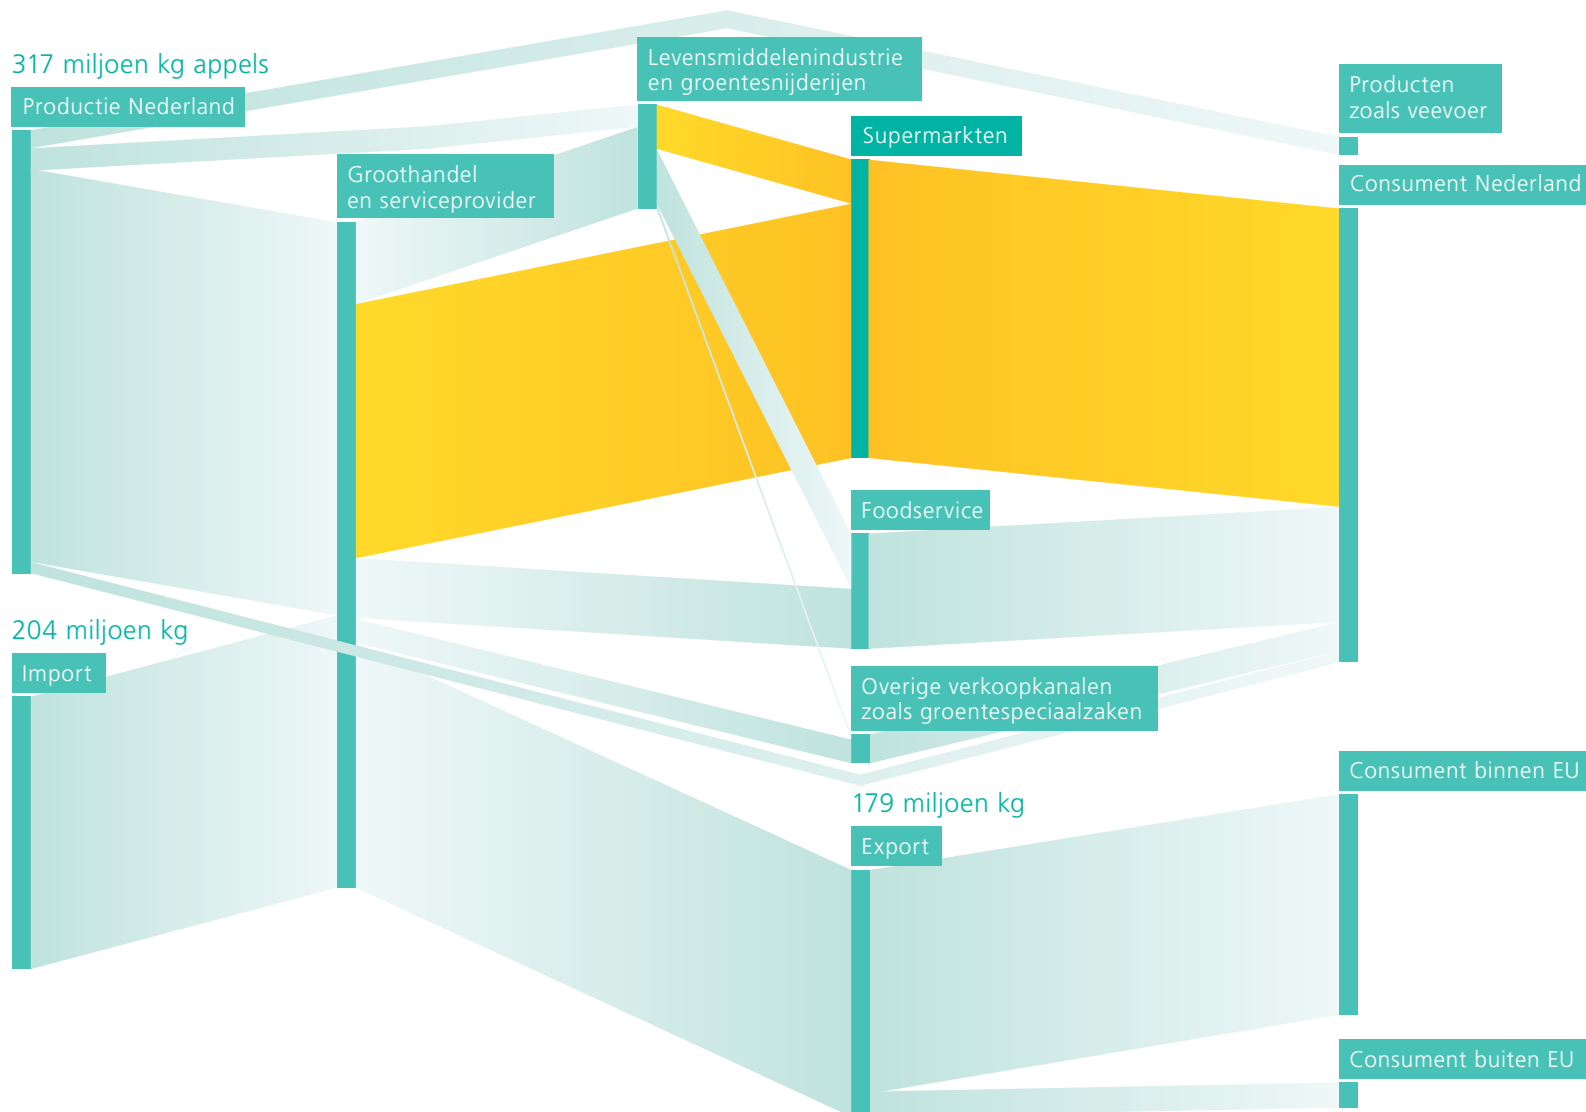 317 miljoen kg appels
Productie Nederland
Levensmiddelenindustrie
en groentesnijderijen
Producten
zoals veevoer
Supermarkten
Groothandel
en serviceprovider
Consument Nederland
Foodservice
204 miljoen kg
Import
Overige verkoopkanalen
zoals groentespeciaalzaken
Consument binnen EU
179 miljoen kg
Export
Consument buiten EU